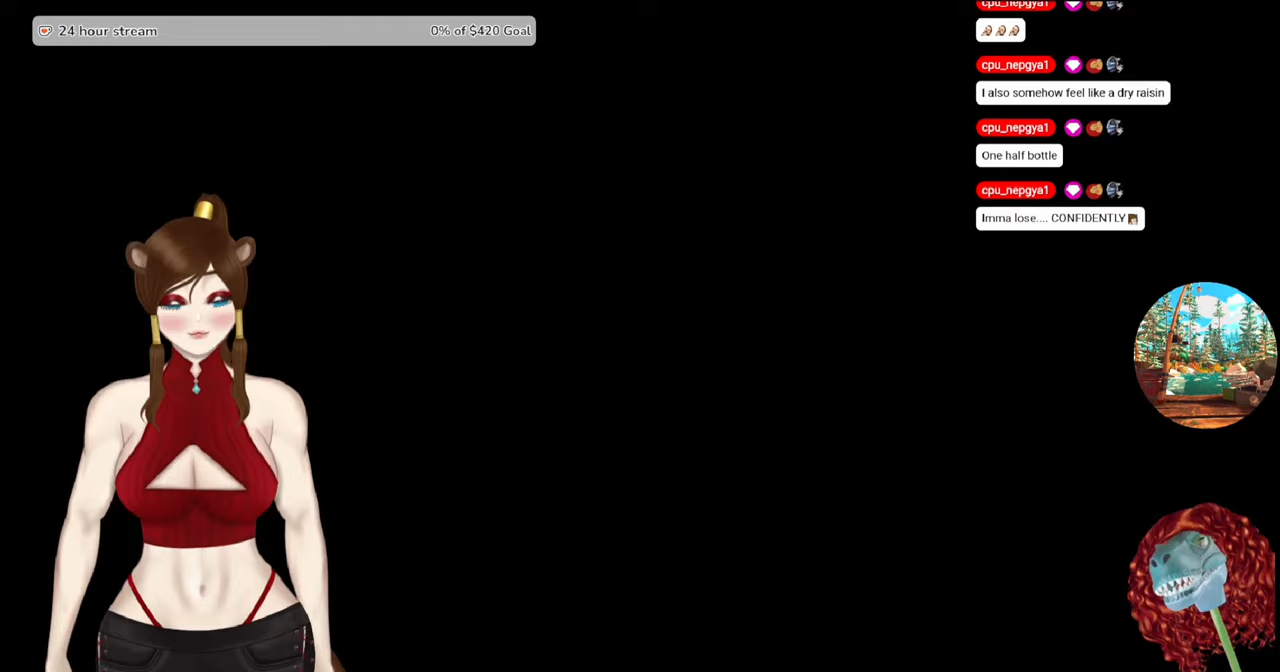 24 hour stream
0% of $420 Goal
cpu_nepgya1
cpu_nepgya1
I also somehow feel like a dry raisin
cpu_nepgya1
One half bottle
cpu_nepgya1
Imma lose.... CONFIDENTLY